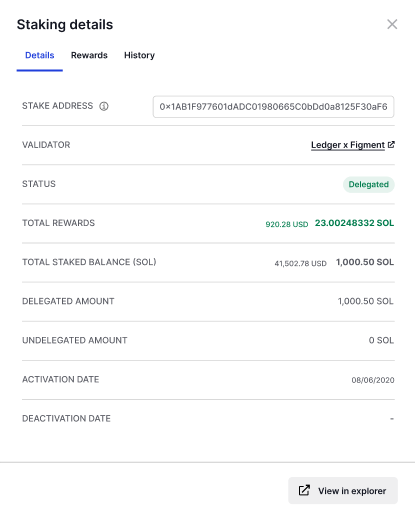 Staking details
Details Rewards History
STAKE ADDRESS 0x1AB1F977601dADC01980665C0bDd0a8125F30aF6
VALIDATOR Ledger x Figment
STATUS Delegated
TOTAL REWARDS 920.28 USD 23.00248332 SOL
TOTAL STAKED BALANCE (SOL) 41,502.78 USD 1,000.50 SOL
DELEGATED AMOUNT 1,000.50 SOL
UNDELEGATED AMOUNT 0 SOL
ACTIVATION DATE 08/06/2020
DEACTIVATION DATE –
View in explorer